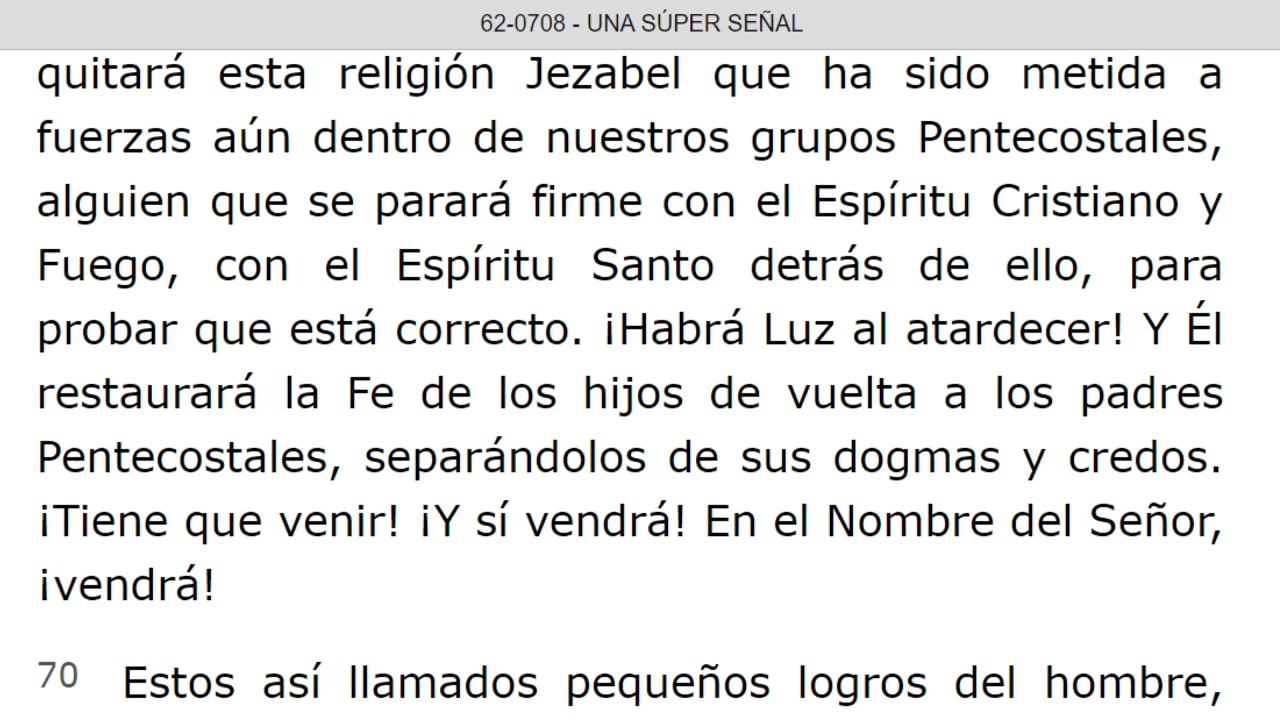 62-0708 - UNA SÚPER SEÑAL
quitará esta religión Jezabel que ha sido metida a
fuerzas aún dentro de nuestros grupos Pentecostales,
alguien que se parará firme con el Espíritu Cristiano y
Fuego, con el Espíritu Santo detrás de ello, para
probar que está correcto. ¡Habrá Luz al atardecer! Y Él
restaurará la Fe de los hijos de vuelta a los padres
Pentecostales, separándolos de sus dogmas y credos.
¡Tiene que venir! ¡Y sí vendrá! En el Nombre del Señor,
¡vendrá!
70 Estos así llamados pequeños logros del hombre,